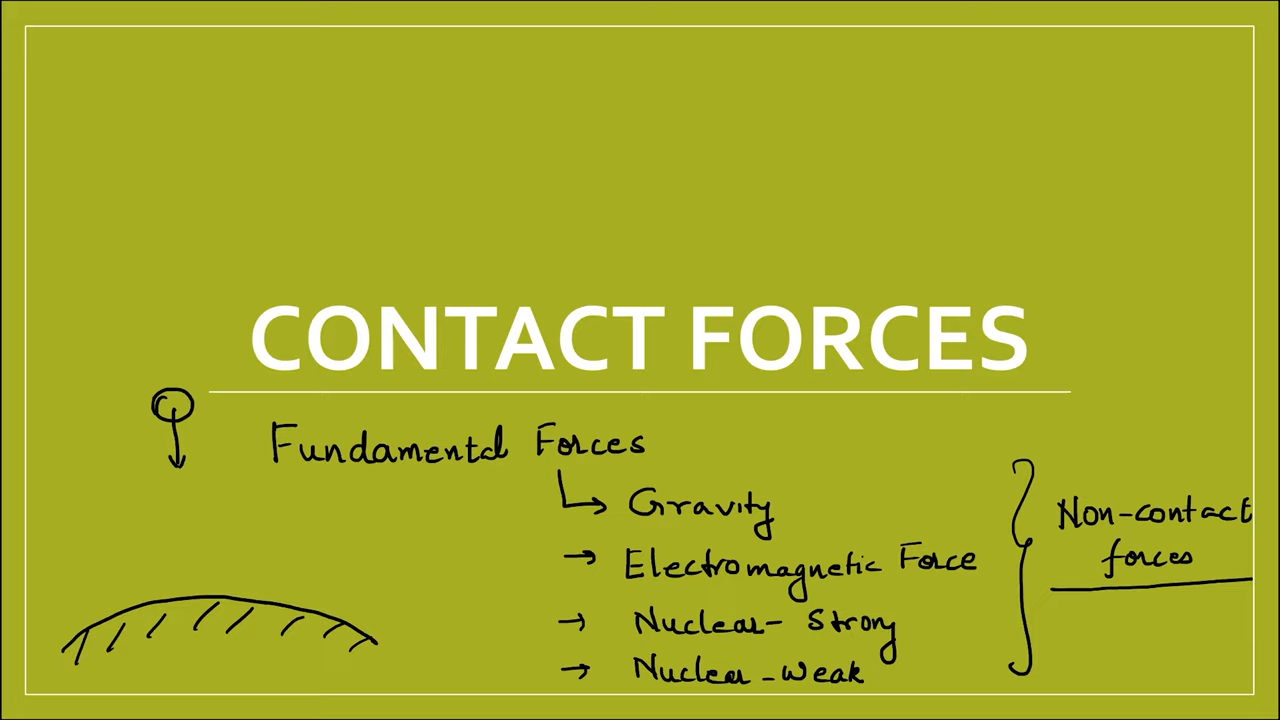 CONTACT FORCES
Fundamental Forces
Gravity
Electromagnetic Force
Nuclear- Strong
Nuclear-weak
Non-contact
forces